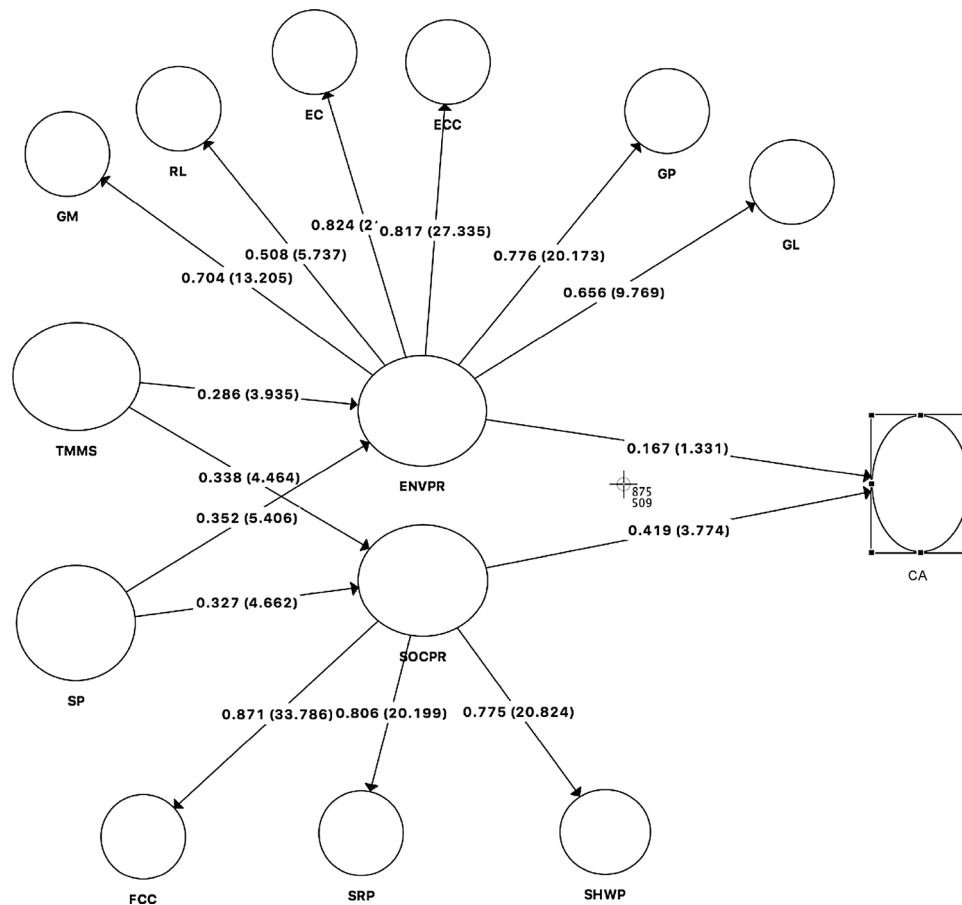 EC
ECC
RL
GP
GM
GL
0.824 (2
0.817 (27.335)
0.508 (5.737)
0.776 (20.173)
0.704 (13.205)
0.656 (9.769)
0.286 (3.935)
TMMS
0.167 (1.331)
0.338 (4.464)
ENVPR
875
509
0.352 (5.406)
0.419 (3.774)
CA
0.327 (4.662)
SOCPR
SP
0.871 (33.786)
0.806 (20.199)
0.775 (20.824)
FCC
SRP
SHWP